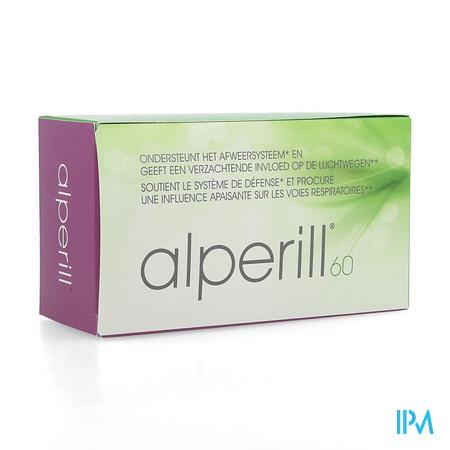 ONDERSTEUNT HET AFWEERSYSTEEM* EN
GEEFT EEN VERZACHTENDE INVLOED OP DE LUCHTWEGEN**
SOUTIENT LE SYSTÈME DE DÉFENSE* ET PROCURE
UNE INFLUENCE APAISANTE SUR LES VOIES RESPIRATOIRES**
alperill® 60
alperill®
IPM